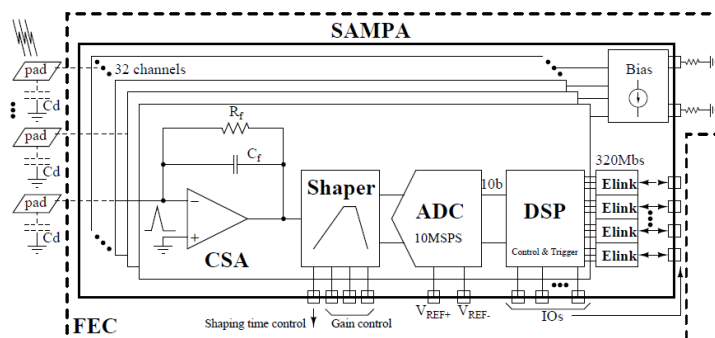 SAMPA
pad
32 channels
Bias
Cd
pad
Cd
pad
Cd
R_f
C_f
−
+
CSA
Shaper
ADC
10MSPS
10b
DSP
Control & Trigger
320Mbs
Elink
Elink
Elink
Elink
Shaping time control
Gain control
V_REF+
V_REF-
IOs
FEC